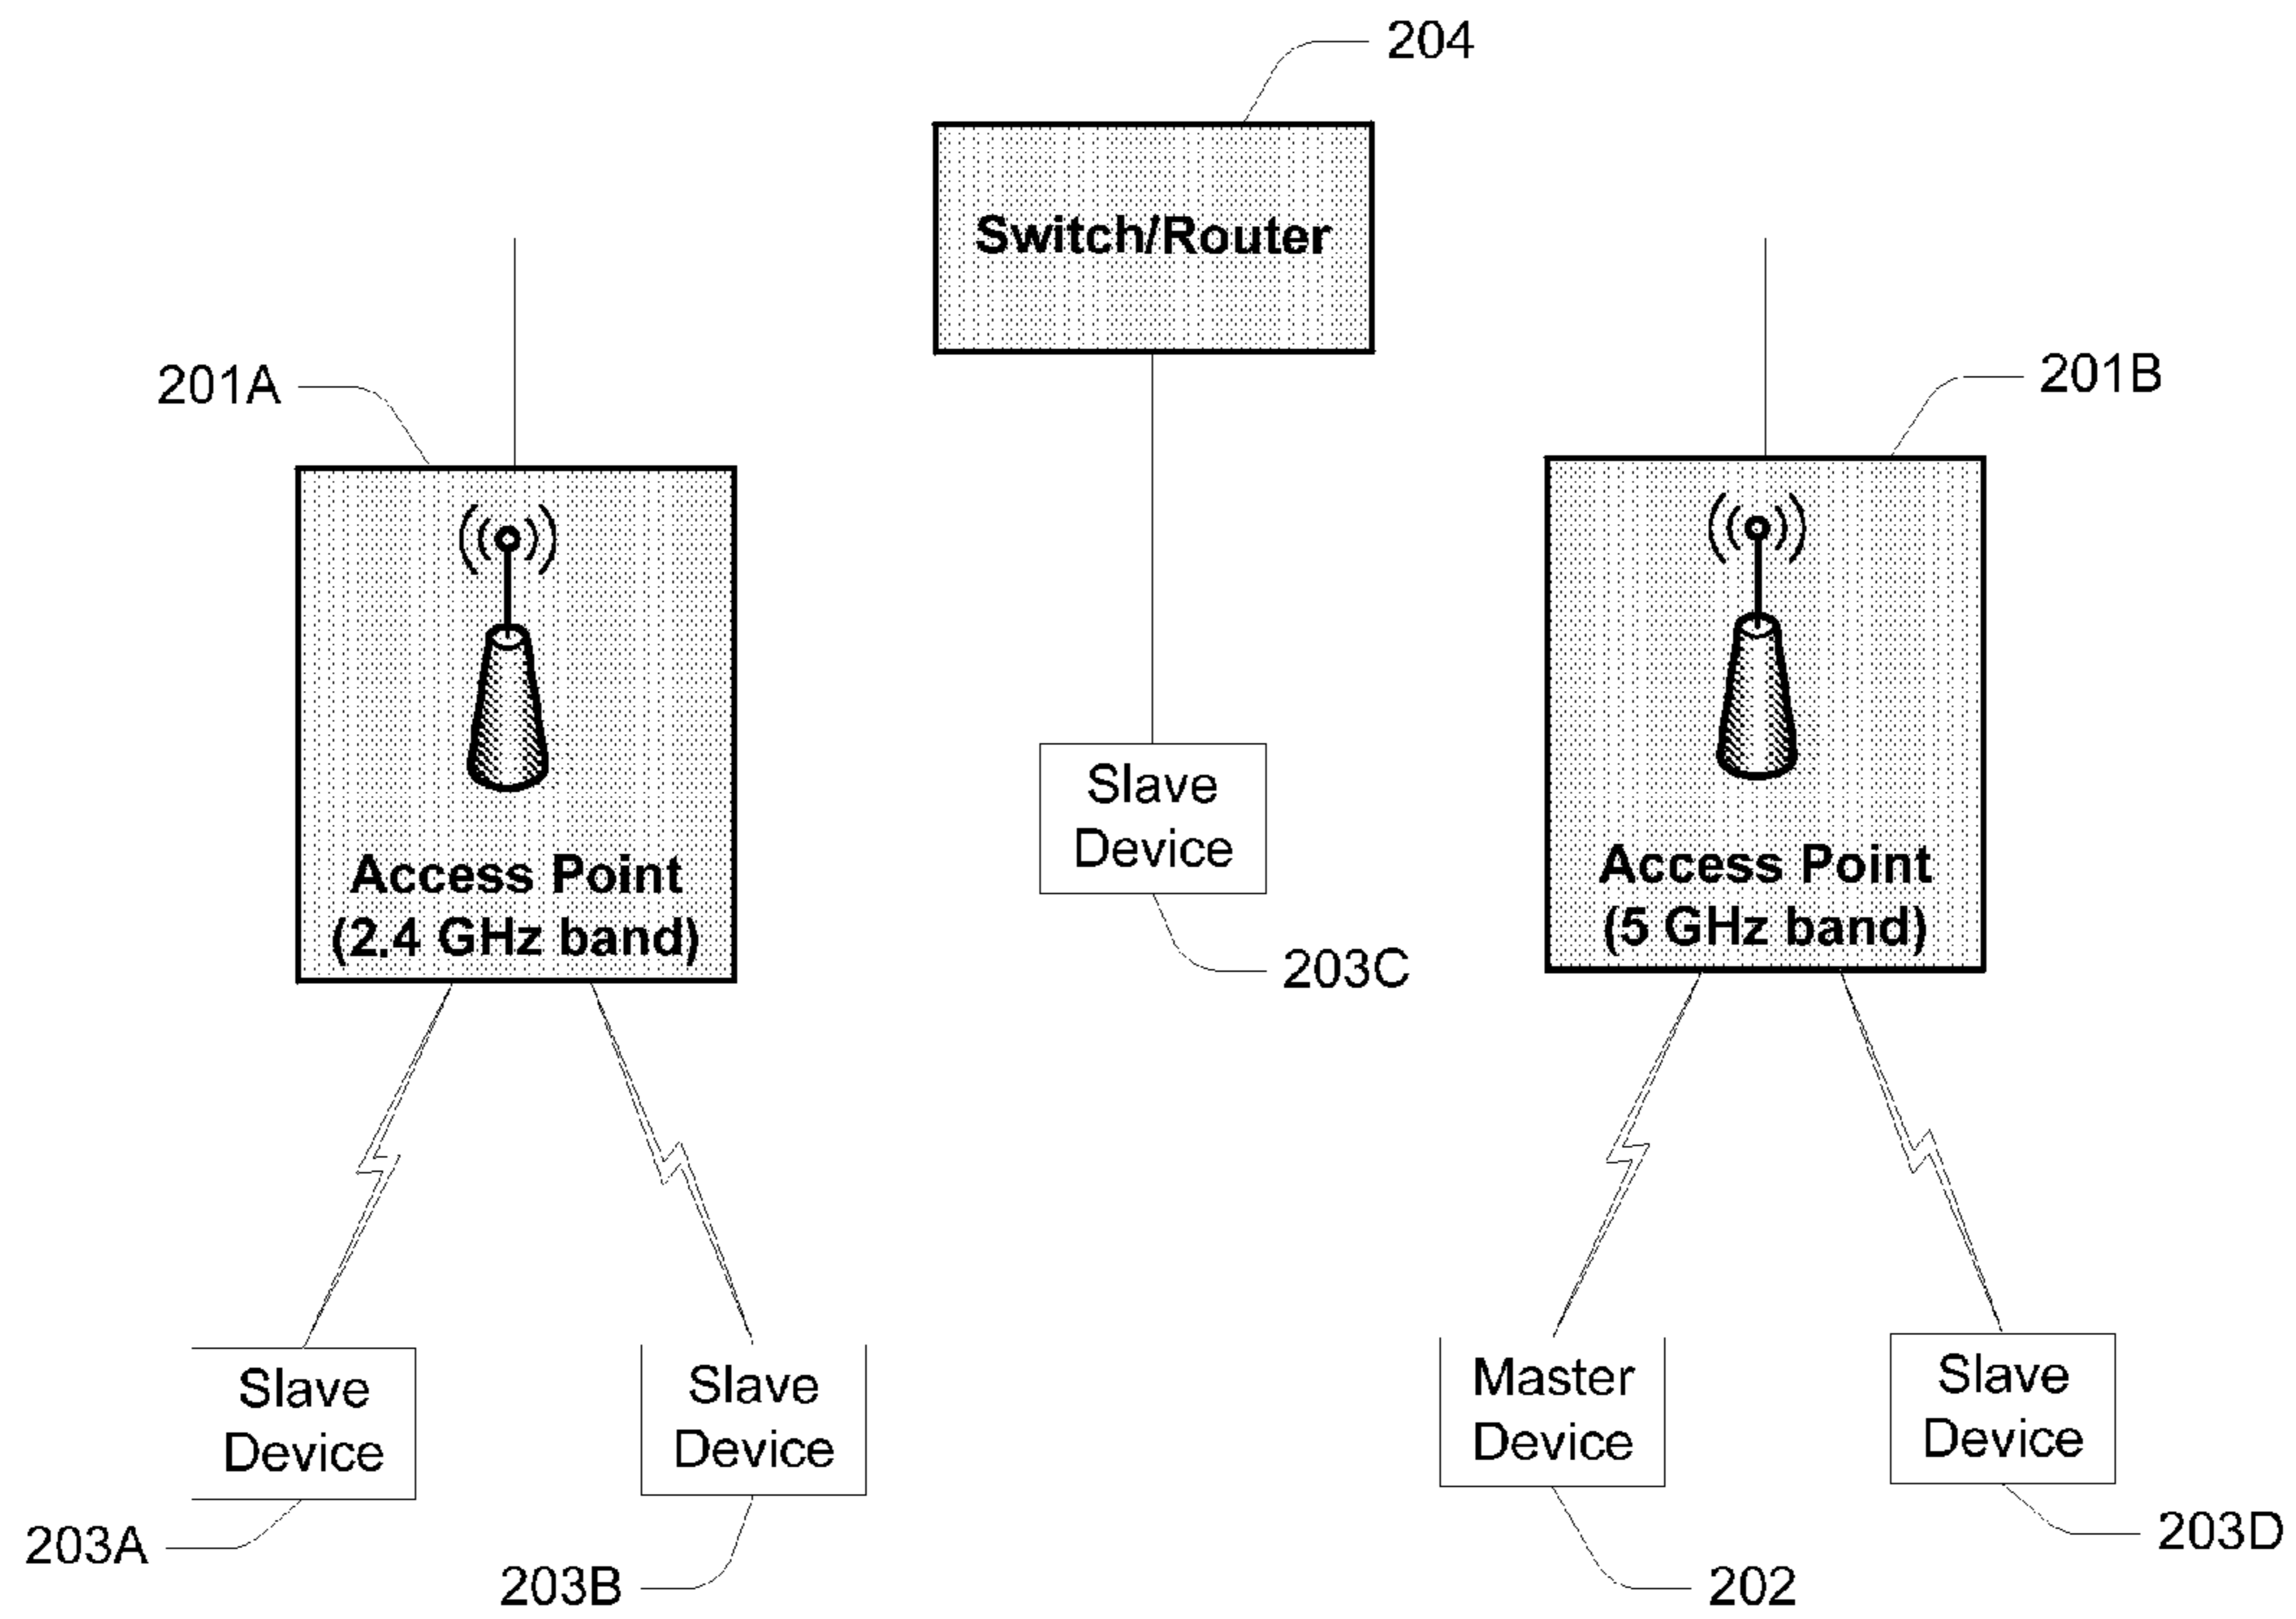 204
Switch/Router
201A
201B
Access Point
(2.4 GHz band)
Slave
Device
203C
Access Point
(5 GHz band)
Slave
Device
203A
Slave
Device
203B
Master
Device
202
Slave
Device
203D